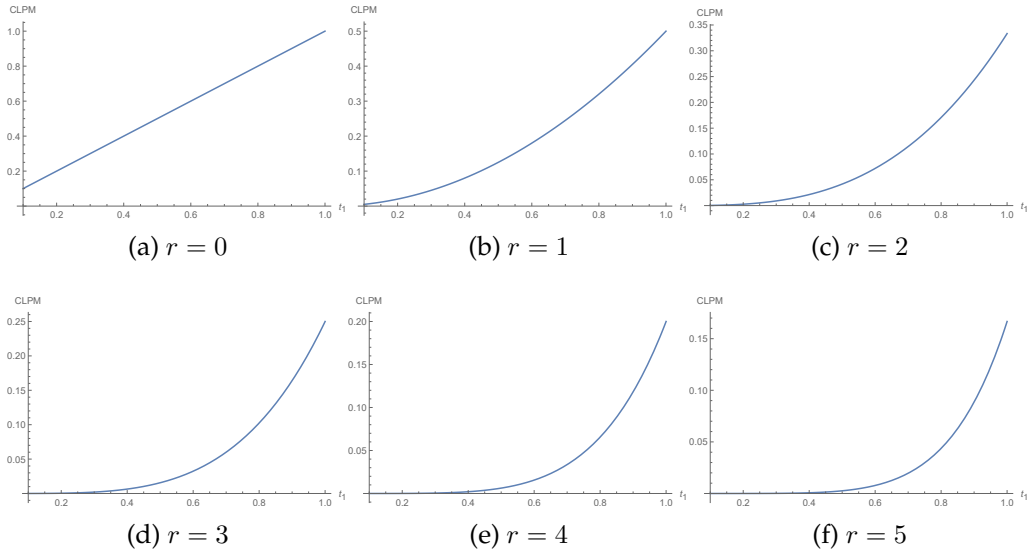 CLPM
1.0
0.8
0.6
0.4
0.2
0.2 0.4 0.6 0.8 1.0 t₁
(a) r = 0
CLPM
0.5
0.4
0.3
0.2
0.1
0.2 0.4 0.6 0.8 1.0 t₁
(b) r = 1
CLPM
0.35
0.30
0.25
0.20
0.15
0.10
0.05
0.2 0.4 0.6 0.8 1.0 t₁
(c) r = 2
CLPM
0.25
0.20
0.15
0.10
0.05
0.2 0.4 0.6 0.8 1.0 t₁
(d) r = 3
CLPM
0.20
0.15
0.10
0.05
0.2 0.4 0.6 0.8 1.0 t₁
(e) r = 4
CLPM
0.15
0.10
0.05
0.2 0.4 0.6 0.8 1.0 t₁
(f) r = 5